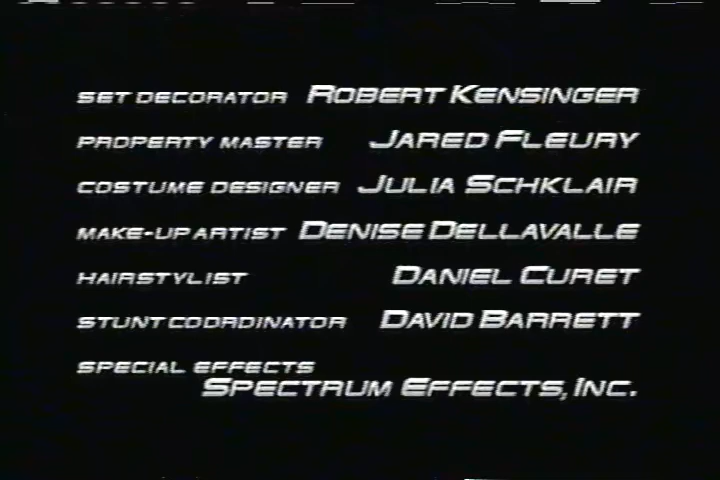 SET DECORATOR ROBERT KENSINGER
PROPERTY MASTER JARED FLEURY
COSTUME DESIGNER JULIA SCHKLAIR
MAKE-UP ARTIST DENISE DELLAVALLE
HAIRSTYLIST DANIEL CURET
STUNT COORDINATOR DAVID BARRETT
SPECIAL EFFECTS
SPECTRUM EFFECTS, INC.